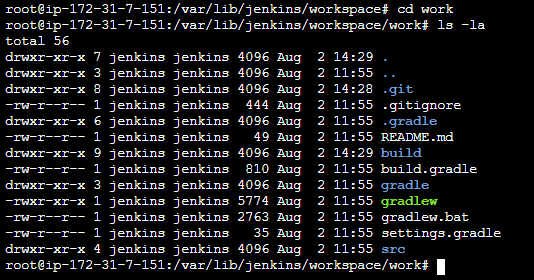 root@ip-172-31-7-151:/var/lib/jenkins/workspace# cd work
root@ip-172-31-7-151:/var/lib/jenkins/workspace/work# ls -la
total 56
drwxr-xr-x 7 jenkins jenkins 4096 Aug  2 14:29 .
drwxr-xr-x 3 jenkins jenkins 4096 Aug  2 11:55 ..
drwxr-xr-x 8 jenkins jenkins 4096 Aug  2 14:28 .git
-rw-r--r-- 1 jenkins jenkins  444 Aug  2 11:55 .gitignore
drwxr-xr-x 6 jenkins jenkins 4096 Aug  2 11:55 .gradle
-rw-r--r-- 1 jenkins jenkins   49 Aug  2 11:55 README.md
drwxr-xr-x 9 jenkins jenkins 4096 Aug  2 14:29 build
-rw-r--r-- 1 jenkins jenkins  810 Aug  2 11:55 build.gradle
drwxr-xr-x 3 jenkins jenkins 4096 Aug  2 11:55 gradle
-rwxr-xr-x 1 jenkins jenkins 5774 Aug  2 11:55 gradlew
-rw-r--r-- 1 jenkins jenkins 2763 Aug  2 11:55 gradlew.bat
-rw-r--r-- 1 jenkins jenkins   35 Aug  2 11:55 settings.gradle
drwxr-xr-x 4 jenkins jenkins 4096 Aug  2 11:55 src
root@ip-172-31-7-151:/var/lib/jenkins/workspace/work#